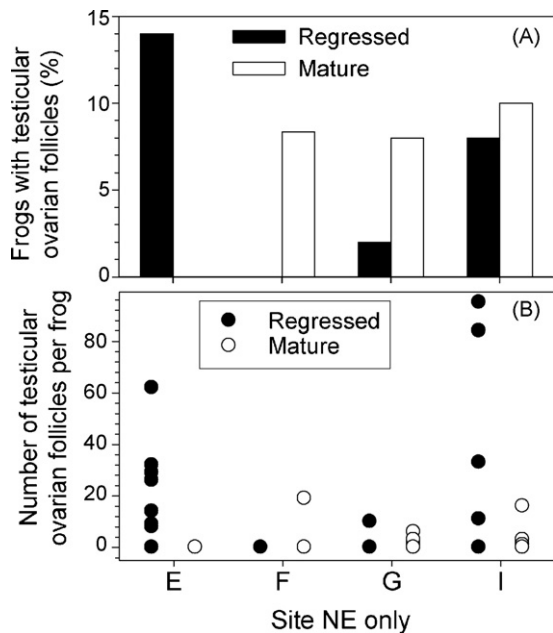 Frogs with testicular
ovarian follicles (%)
15
10
5
0
Regressed
Mature
(A)
Number of testicular
ovarian follicles per frog
80
60
40
20
0
Regressed
Mature
(B)
E F G I
Site NE only